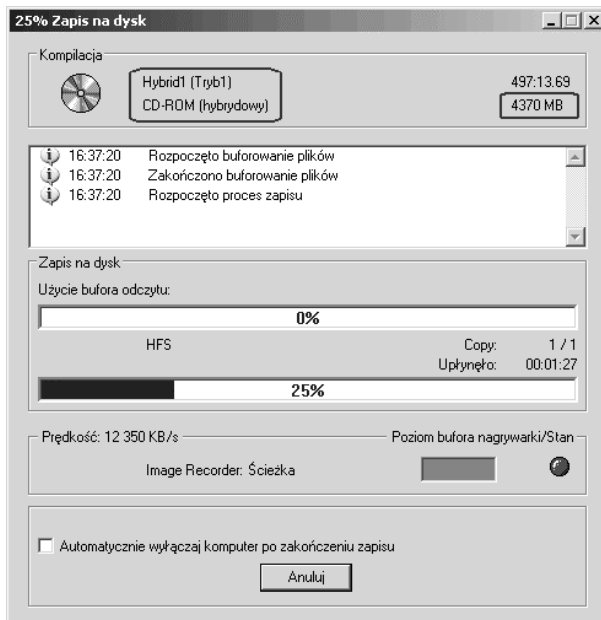 25% Zapis na dysk
Kompilacja
Hybrid1 (Tryb1) 497:13.69
CD-ROM (hybrydowy) 4370 MB
16:37:20 Rozpoczęto buforowanie plików
16:37:20 Zakończono buforowanie plików
16:37:20 Rozpoczęto proces zapisu
Zapis na dysk
Użycie bufora odczytu:
0%
HFS Copy: 1 / 1
Upłynęło: 00:01:27
25%
Prędkość: 12 350 KB/s Poziom bufora nagrywarki/Stan
Image Recorder: Ścieżka
Automatycznie wyłączaj komputer po zakończeniu zapisu
Anuluj